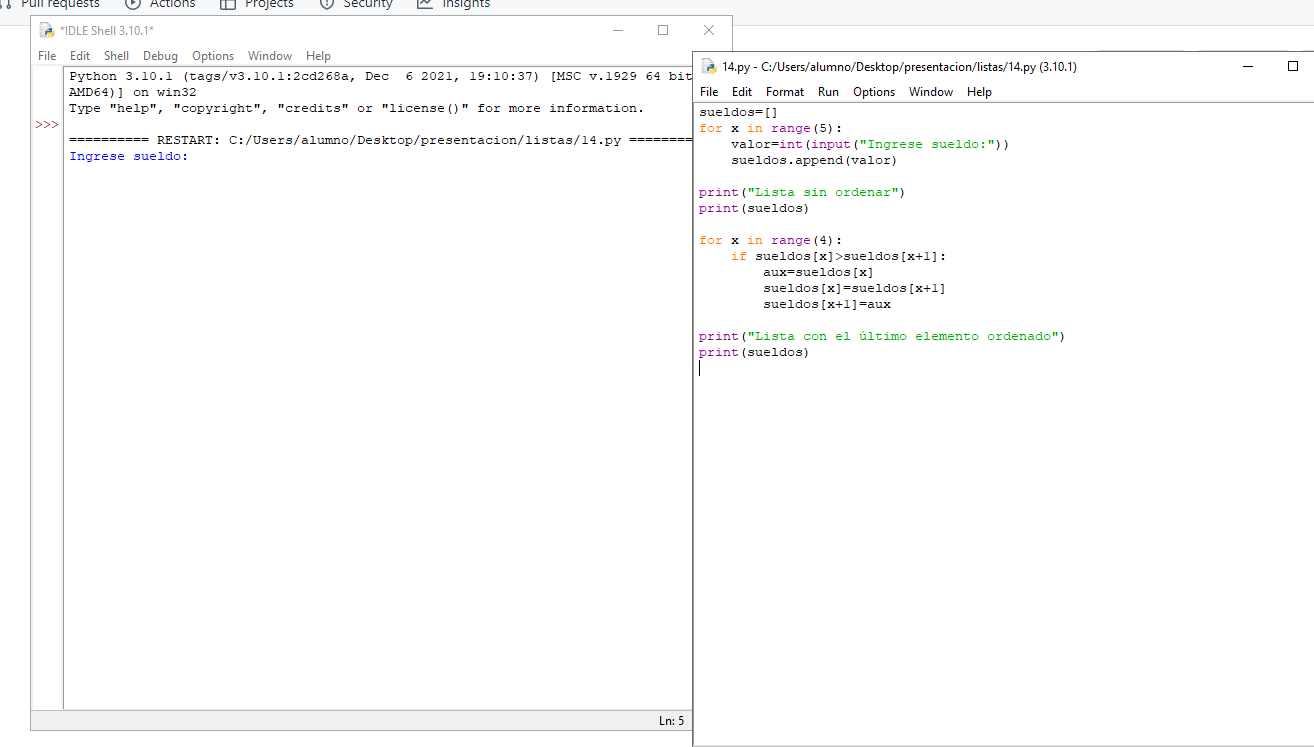 Pull requests Actions Projects Security Insights
*IDLE Shell 3.10.1*
File Edit Shell Debug Options Window Help
Python 3.10.1 (tags/v3.10.1:2cd268a, Dec  6 2021, 19:10:37) [MSC v.1929 64 bit
AMD64)] on win32
Type "help", "copyright", "credits" or "license()" for more information.
>>>
========== RESTART: C:/Users/alumno/Desktop/presentacion/listas/14.py ========
Ingrese sueldo:
Ln: 5
14.py - C:/Users/alumno/Desktop/presentacion/listas/14.py (3.10.1)
File Edit Format Run Options Window Help
sueldos=[]
for x in range(5):
    valor=int(input("Ingrese sueldo:"))
    sueldos.append(valor)
print("Lista sin ordenar")
print(sueldos)
for x in range(4):
    if sueldos[x]>sueldos[x+1]:
        aux=sueldos[x]
        sueldos[x]=sueldos[x+1]
        sueldos[x+1]=aux
print("Lista con el último elemento ordenado")
print(sueldos)